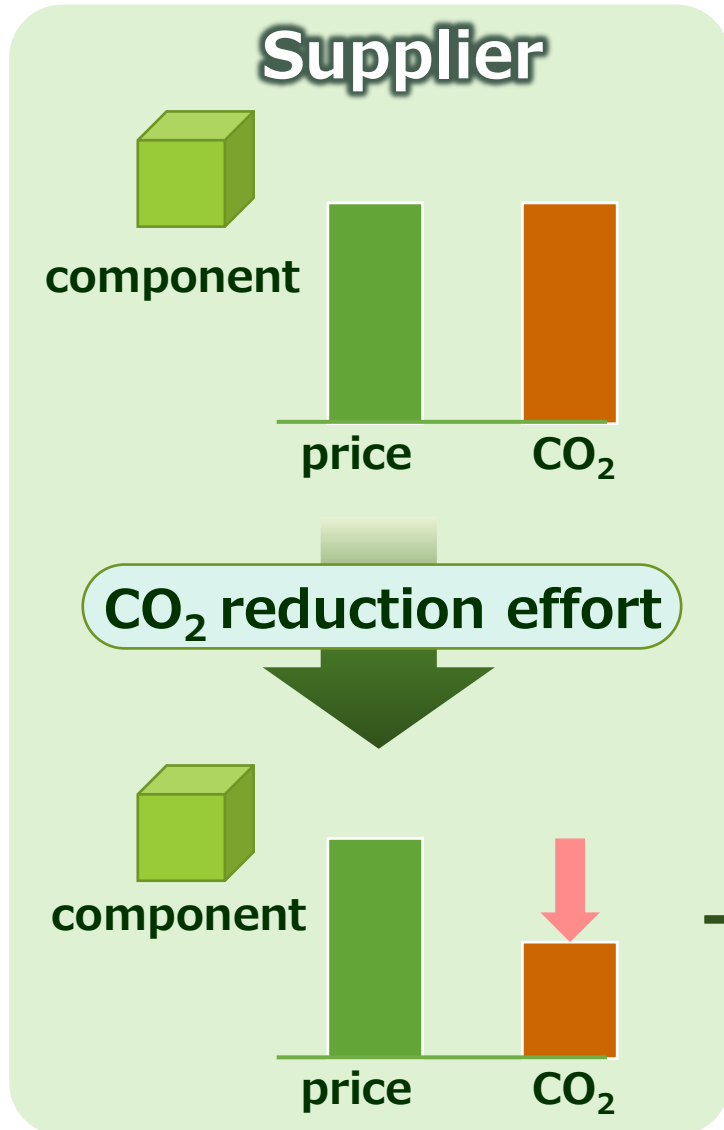 Supplier
component
price
CO₂
CO₂ reduction effort
component
price
CO₂